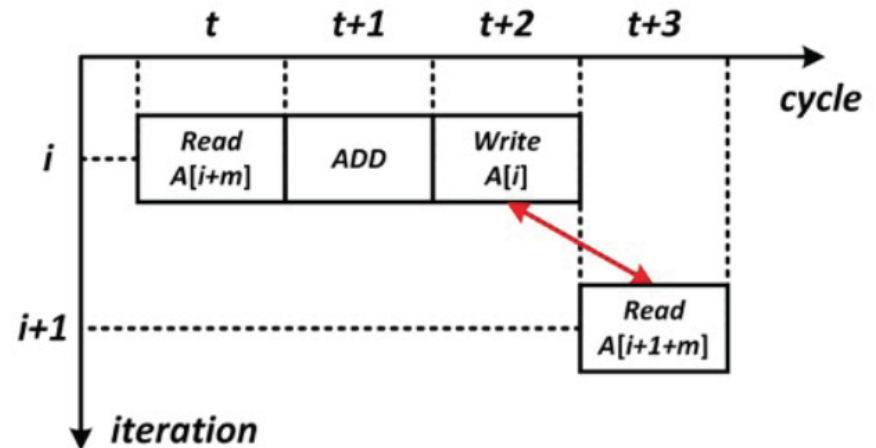 t t+1 t+2 t+3
cycle
i
Read
A[i+m]
ADD
Write
A[i]
i+1
Read
A[i+1+m]
iteration